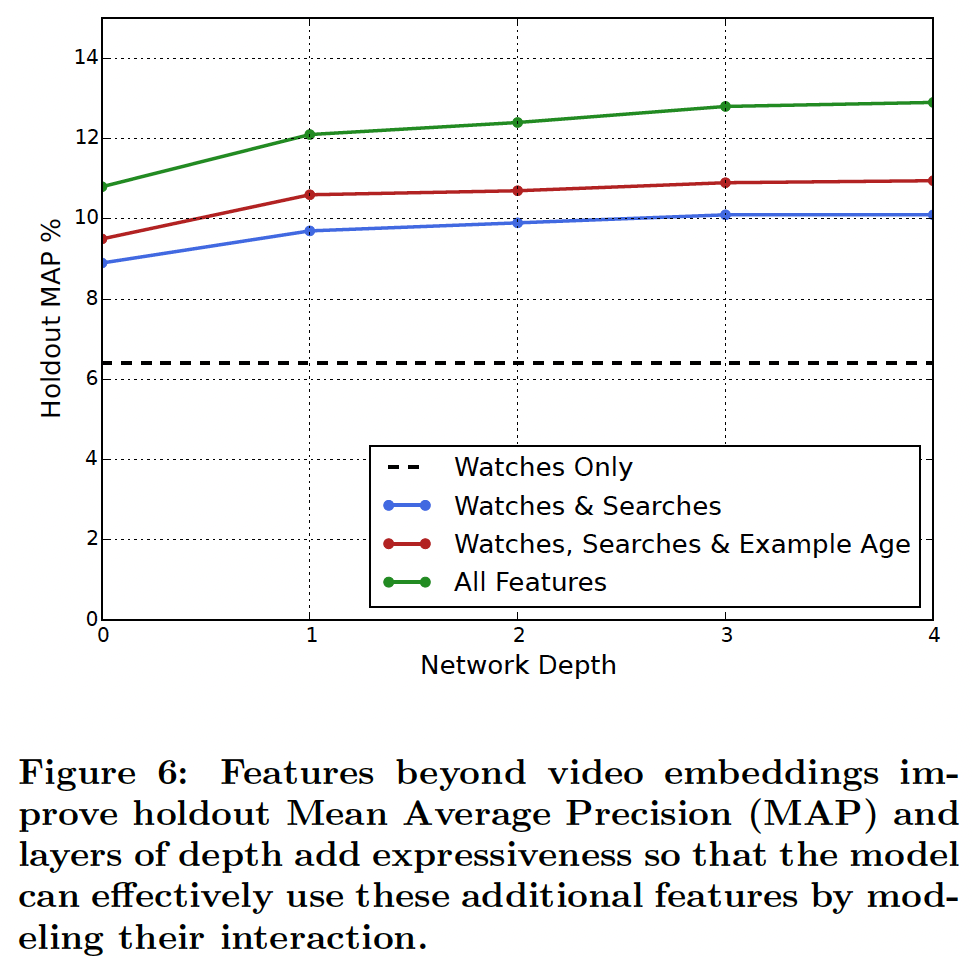 14
12
10
8
6
4
2
0
Holdout MAP %
Watches Only
Watches & Searches
Watches, Searches & Example Age
All Features
0 1 2 3 4
Network Depth
Figure 6: Features beyond video embeddings im-
prove holdout Mean Average Precision (MAP) and
layers of depth add expressiveness so that the model
can effectively use these additional features by mod-
eling their interaction.